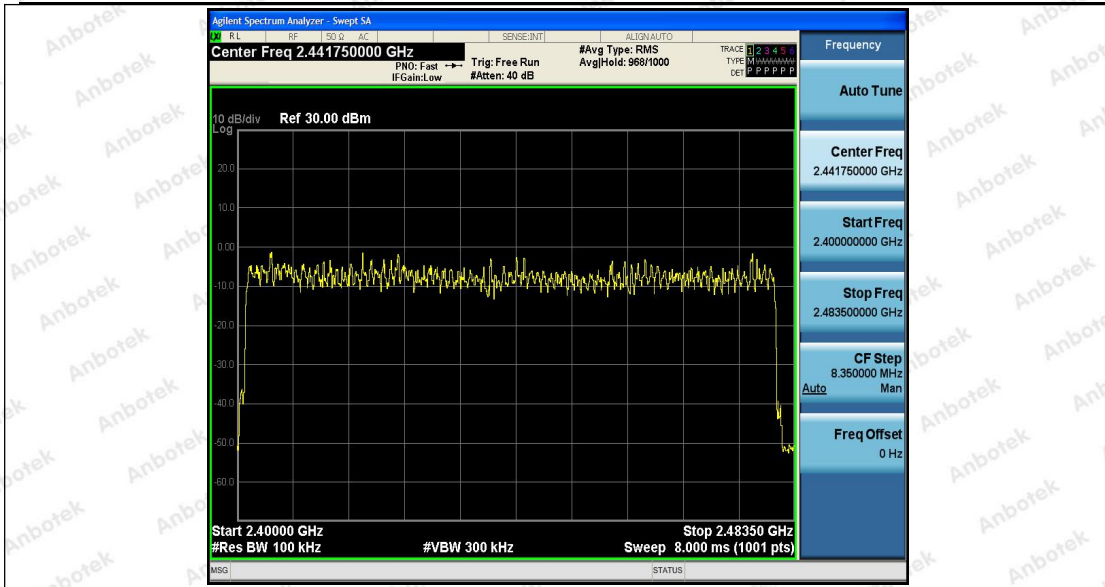 Agilent Spectrum Analyzer - Swept SA
RL RF 50 Ω AC SENSE:INT ALIGNAUTO
Center Freq 2.441750000 GHz
PNO: Fast
IFGain:Low
Trig: Free Run
#Atten: 40 dB
#Avg Type: RMS
Avg|Hold: 968/1000
TRACE 1 2 3 4 5 6
TYPE M
DET P P P P P P
10 dB/div Ref 30.00 dBm
Log
20.0
10.0
0.00
-10.0
-20.0
-30.0
-40.0
-50.0
-60.0
Start 2.40000 GHz Stop 2.48350 GHz
#Res BW 100 kHz #VBW 300 kHz Sweep 8.000 ms (1001 pts)
MSG STATUS
Frequency
Auto Tune
Center Freq
2.441750000 GHz
Start Freq
2.400000000 GHz
Stop Freq
2.483500000 GHz
CF Step
8.350000 MHz
Auto Man
Freq Offset
0 Hz
Anbotek